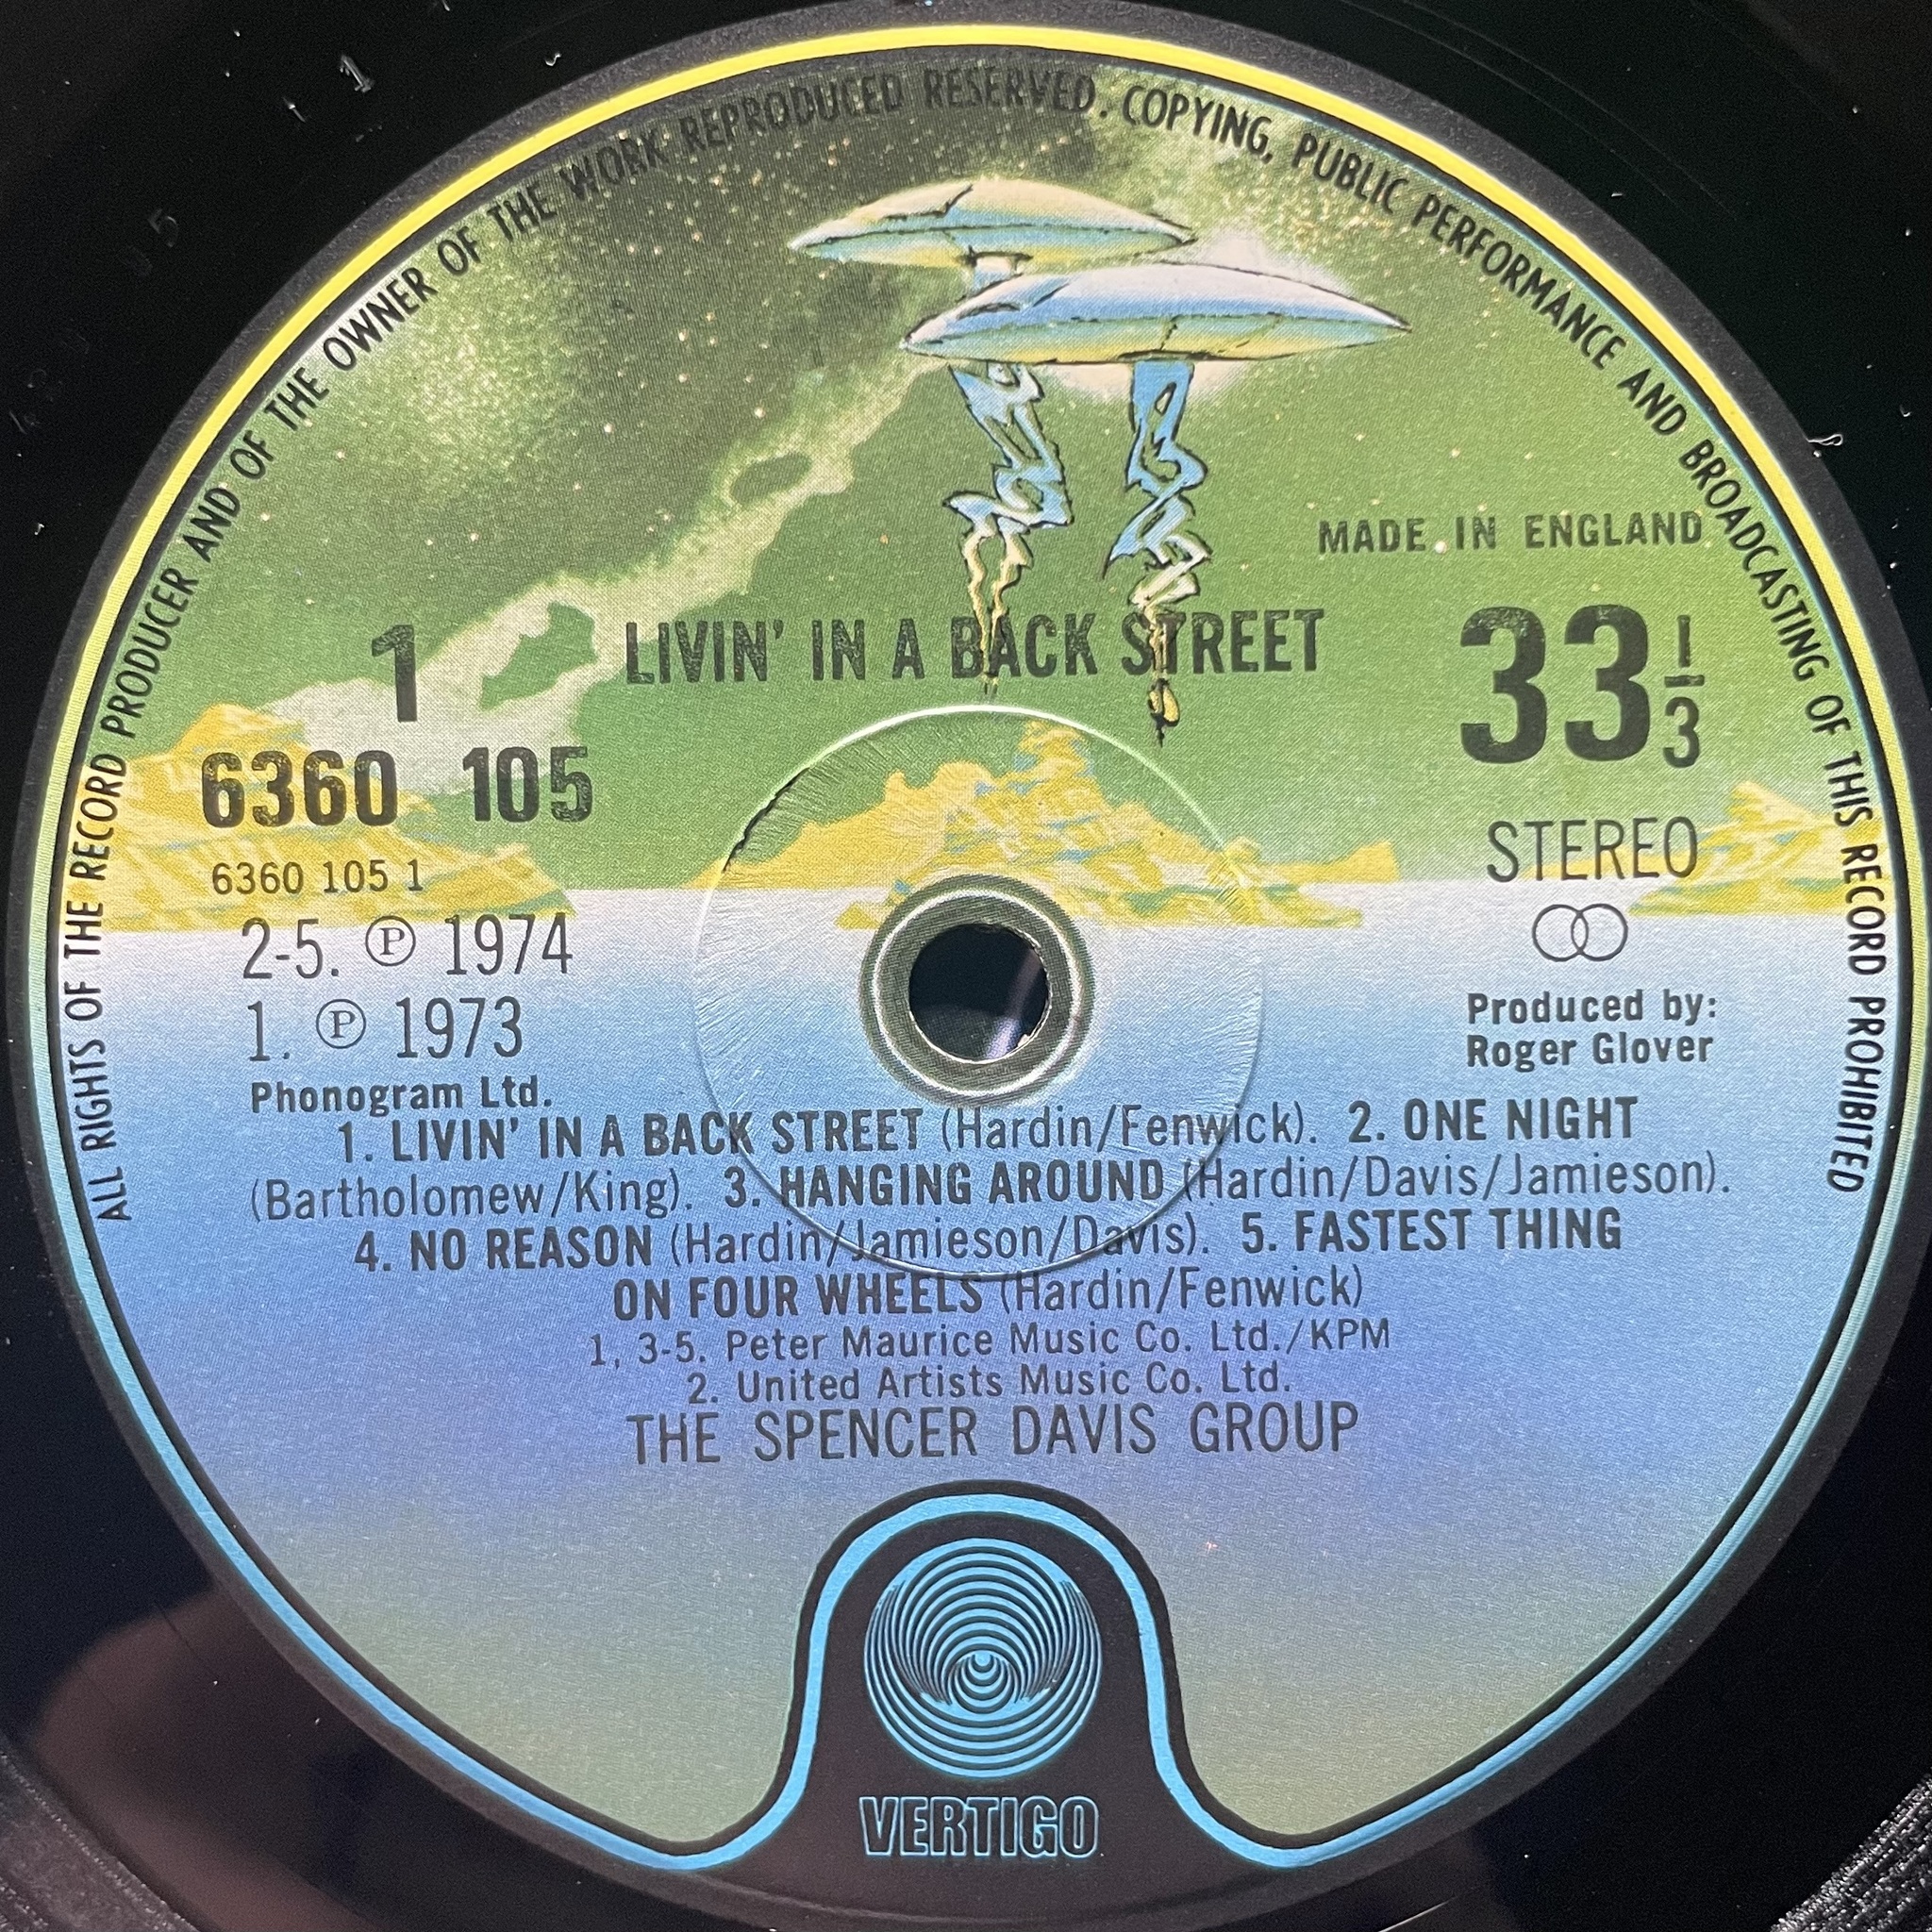 ALL RIGHTS OF THE RECORD PRODUCER AND OF THE OWNER OF THE WORK REPRODUCED RESERVED. COPYING, PUBLIC PERFORMANCE AND BROADCASTING OF THIS RECORD PROHIBITED
MADE IN ENGLAND
LIVIN' IN A BACK STREET
1
6360 105
6360 105 1
2-5. ℗ 1974
1. ℗ 1973
Phonogram Ltd.
33 1/3
STEREO
Produced by:
Roger Glover
1. LIVIN' IN A BACK STREET (Hardin/Fenwick). 2. ONE NIGHT
(Bartholomew/King). 3. HANGING AROUND (Hardin/Davis/Jamieson).
4. NO REASON (Hardin/Jamieson/Davis). 5. FASTEST THING
ON FOUR WHEELS (Hardin/Fenwick)
1, 3-5. Peter Maurice Music Co. Ltd./KPM
2. United Artists Music Co. Ltd.
THE SPENCER DAVIS GROUP
VERTIGO